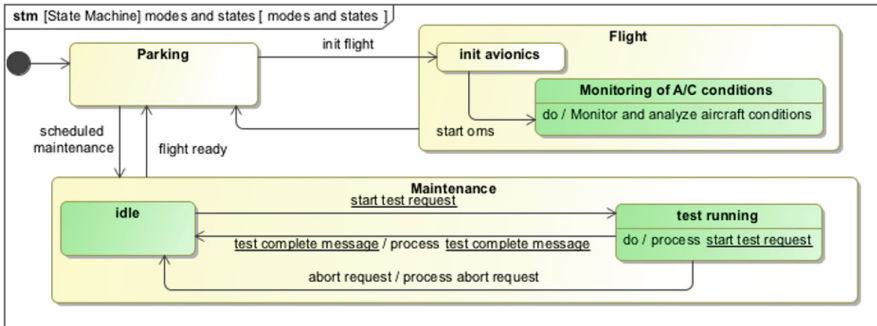 stm [State Machine] modes and states [ modes and states ]
Parking
init flight
Flight
init avionics
Monitoring of A/C conditions
do / Monitor and analyze aircraft conditions
start oms
scheduled
maintenance
flight ready
Maintenance
start test request
idle
test running
do / process start test request
test complete message / process test complete message
abort request / process abort request